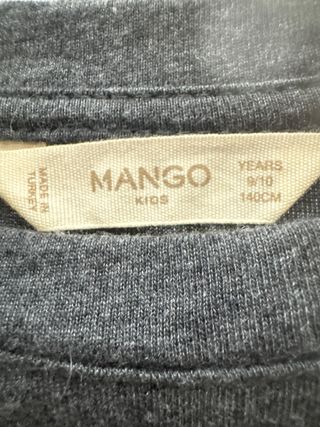 MADE IN
TURKEY
MANGO
KIDS
YEARS
9/10
140CM